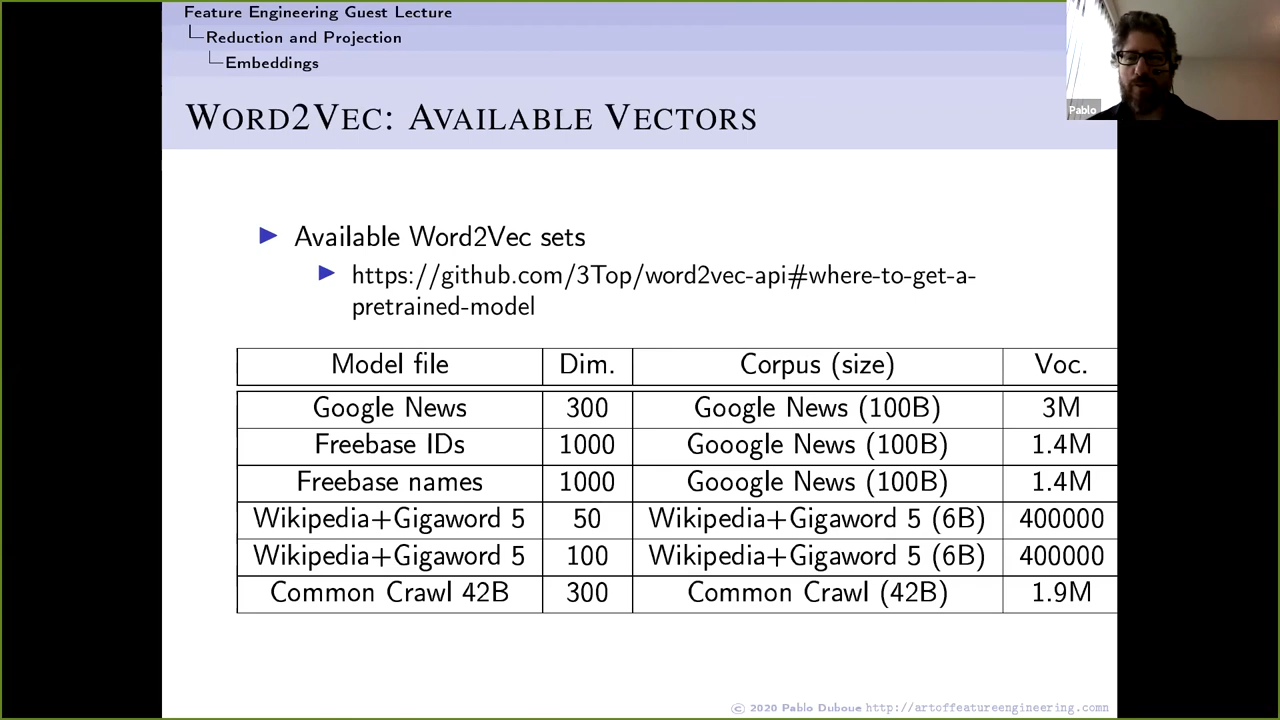 Feature Engineering Guest Lecture
Reduction and Projection
Embeddings
Pablo
WORD2VEC: AVAILABLE VECTORS
Available Word2Vec sets
https://github.com/3Top/word2vec-api#where-to-get-a-
pretrained-model
Model file Dim. Corpus (size) Voc.
Google News 300 Google News (100B) 3M
Freebase IDs 1000 Gooogle News (100B) 1.4M
Freebase names 1000 Gooogle News (100B) 1.4M
Wikipedia+Gigaword 5 50 Wikipedia+Gigaword 5 (6B) 400000
Wikipedia+Gigaword 5 100 Wikipedia+Gigaword 5 (6B) 400000
Common Crawl 42B 300 Common Crawl (42B) 1.9M
© 2020 Pablo Duboue http://artoffeatureengineering.comn